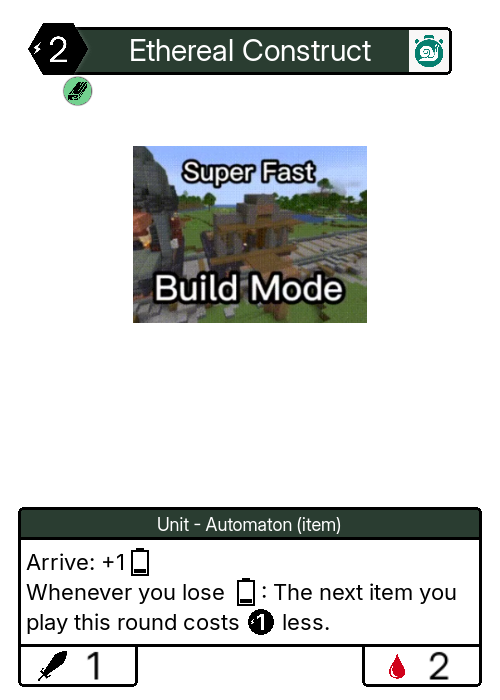 2 Ethereal Construct
Super Fast
Build Mode
Unit - Automaton (item)
Arrive: +1
Whenever you lose : The next item you
play this round costs 1 less.
1 2